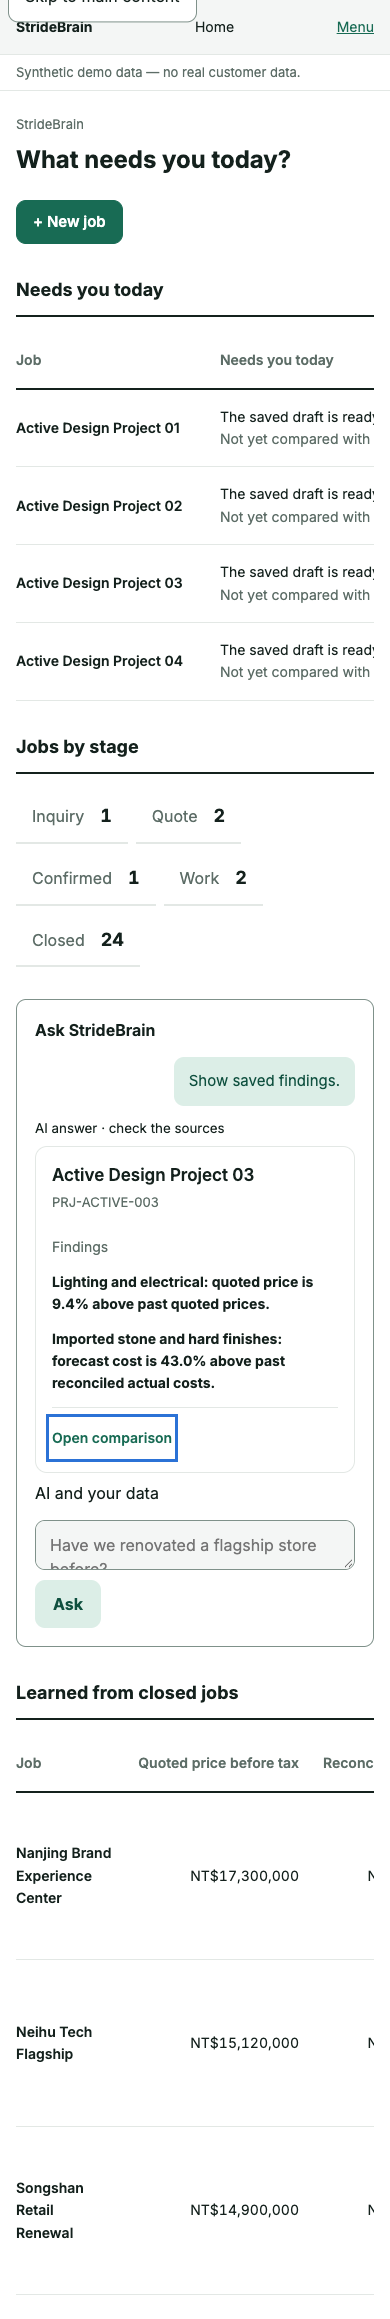 Skip to main content
StrideBrain
Home
Menu
Synthetic demo data — no real customer data.
StrideBrain
What needs you today?
+ New job
Needs you today
Job
Needs you today
Active Design Project 01
The saved draft is ready
Not yet compared with
Active Design Project 02
The saved draft is ready
Not yet compared with
Active Design Project 03
The saved draft is ready
Not yet compared with
Active Design Project 04
The saved draft is ready
Not yet compared with
Jobs by stage
Inquiry 1
Quote 2
Confirmed 1
Work 2
Closed 24
Ask StrideBrain
Show saved findings.
AI answer · check the sources
Active Design Project 03
PRJ-ACTIVE-003
Findings
Lighting and electrical: quoted price is
9.4% above past quoted prices.
Imported stone and hard finishes:
forecast cost is 43.0% above past
reconciled actual costs.
Open comparison
AI and your data
Have we renovated a flagship store
before?
Ask
Learned from closed jobs
Job
Quoted price before tax
Reconc
Nanjing Brand
Experience
Center
NT$17,300,000
N
Neihu Tech
Flagship
NT$15,120,000
N
Songshan
Retail
Renewal
NT$14,900,000
N